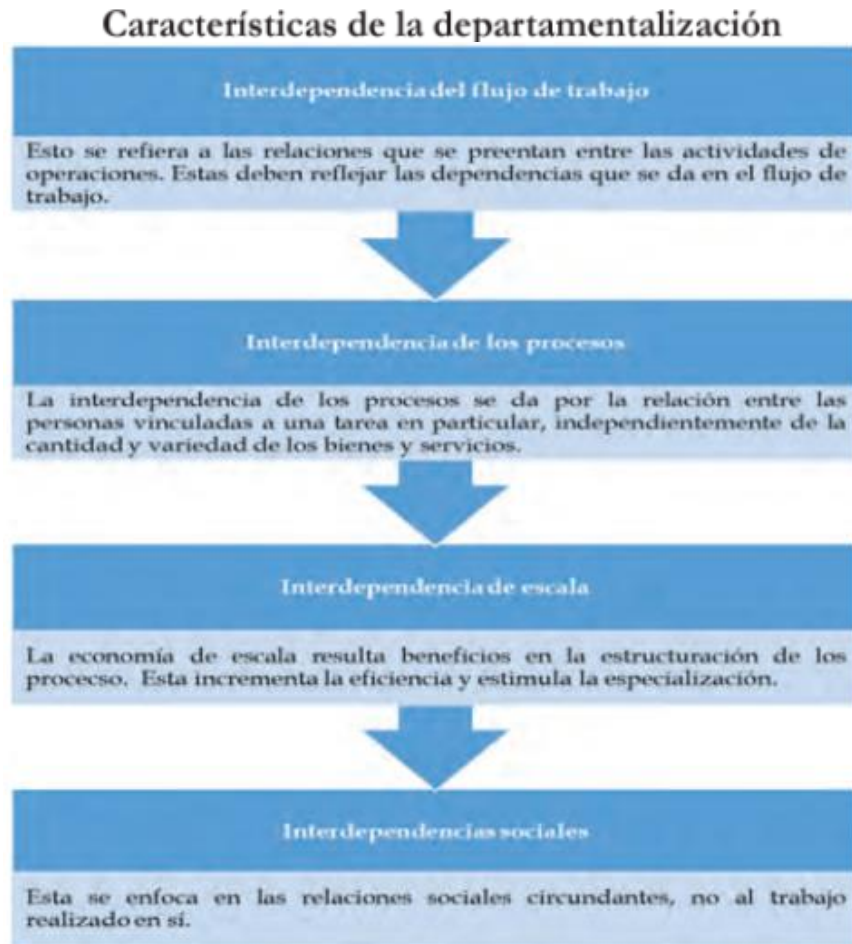 Características de la departamentalización
Interdependencia del flujo de trabajo
Esto se refiera a las relaciones que se preentan entre las actividades de
operaciones. Estas deben reflejar las dependencias que se da en el flujo de
trabajo.
Interdependencia de los procesos
La interdependencia de los procesos se da por la relación entre las
personas vinculadas a una tarea en particular, independientemente de la
cantidad y variedad de los bienes y servicios.
Interdependencia de escala
La economía de escala resulta beneficios en la estructuración de los
procecso. Esta incrementa la eficiencia y estimula la especialización.
Interdependencias sociales
Esta se enfoca en las relaciones sociales circundantes, no al trabajo
realizado en sí.